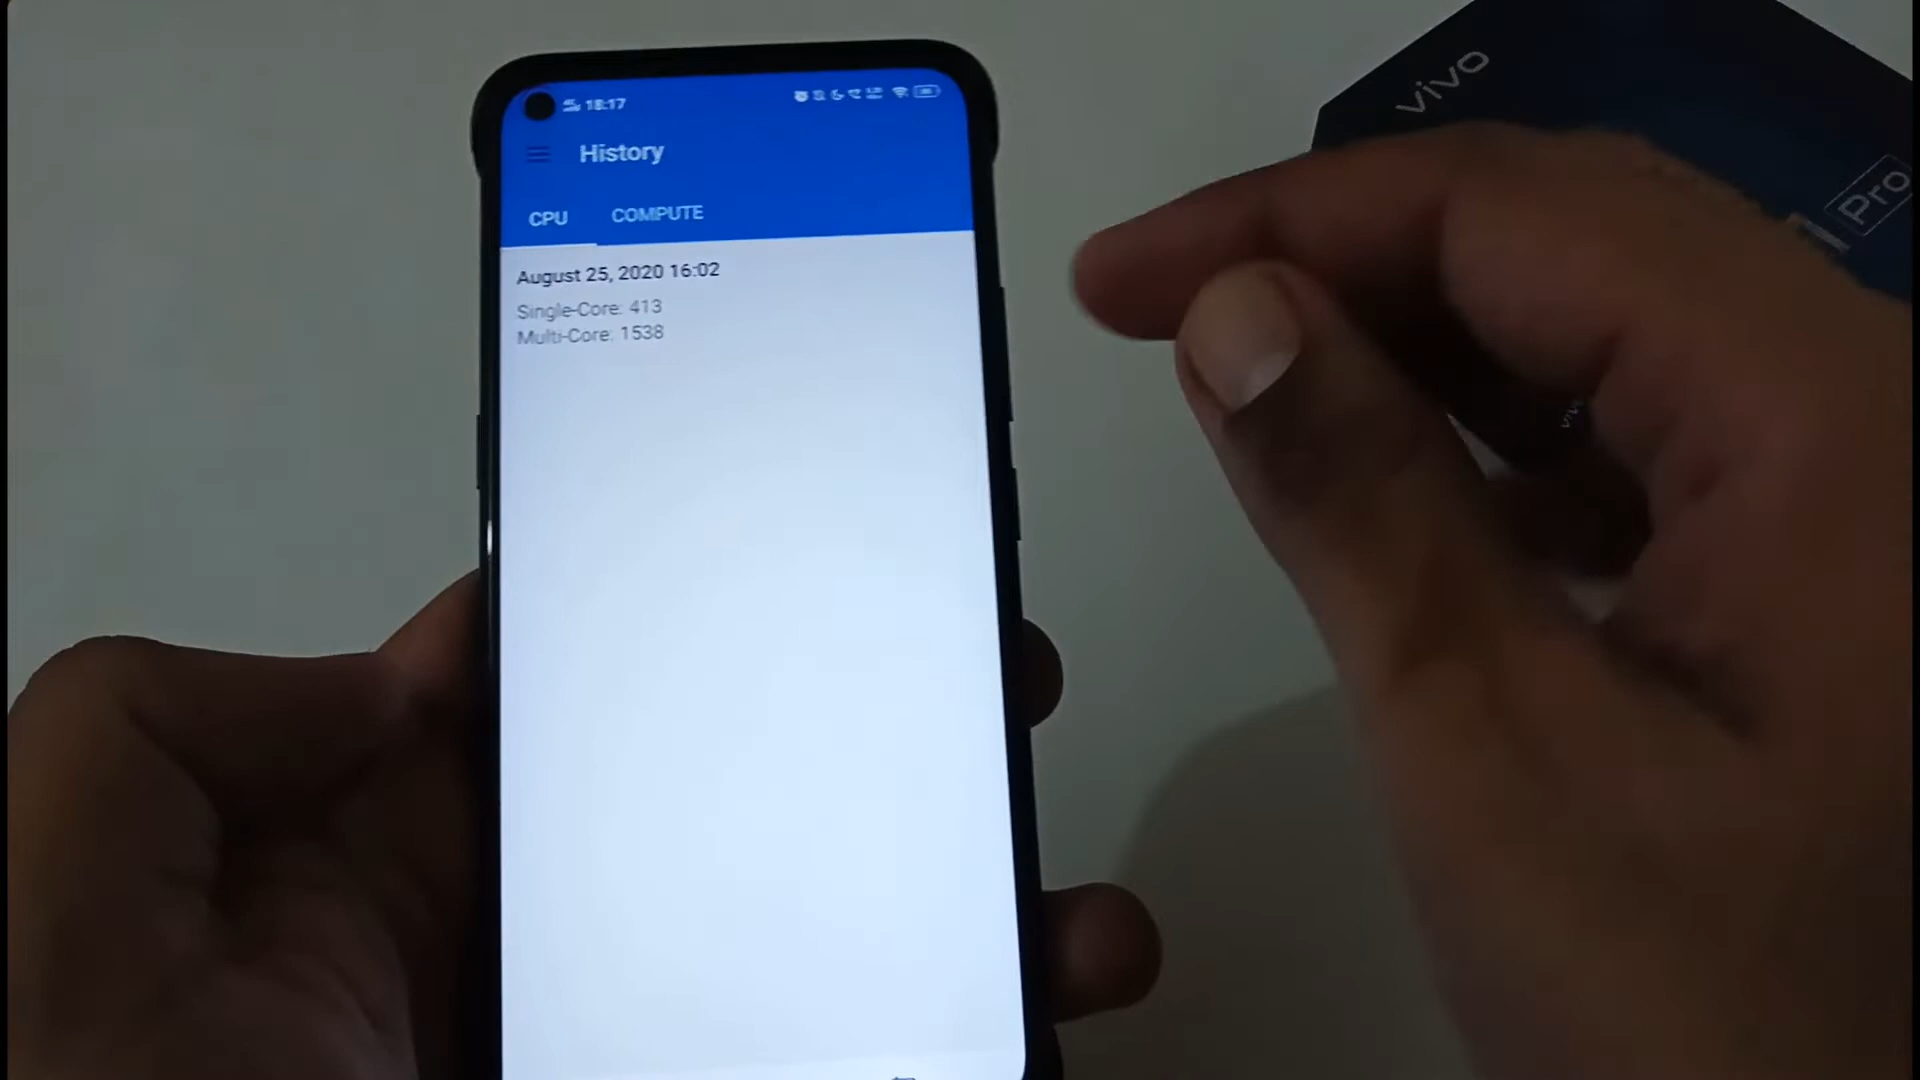 18:17
History
CPU COMPUTE
August 25, 2020 16:02
Single-Core: 413
Multi-Core: 1538
vivo
Pro